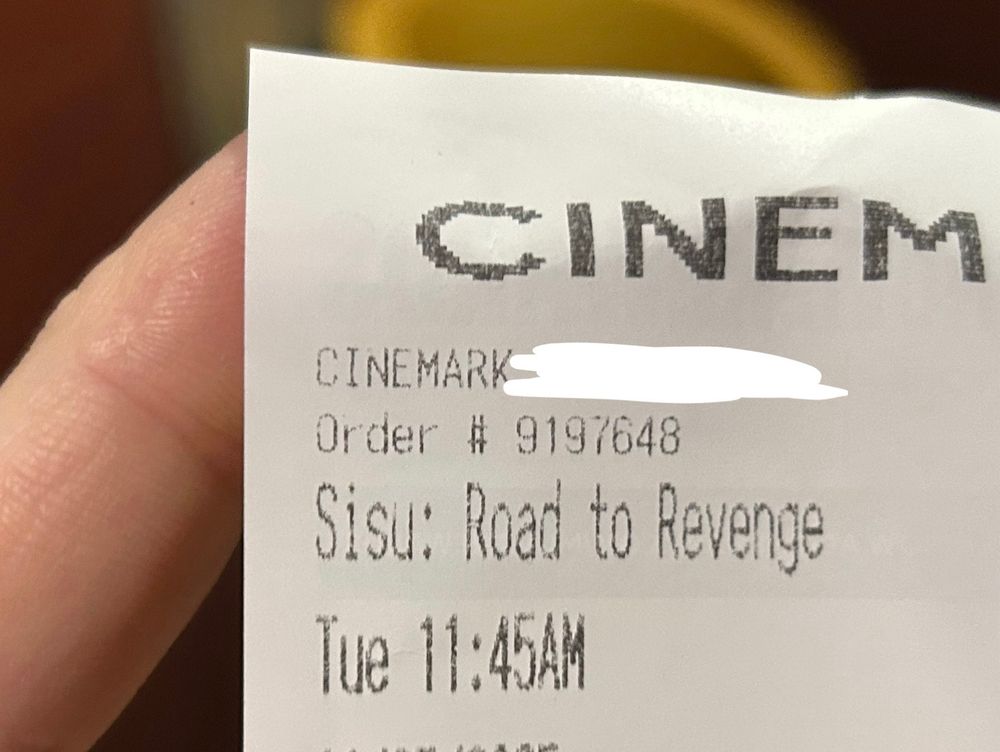 CINEM
CINEMARK
Order # 9197648
Sisu: Road to Revenge
Tue 11:45AM